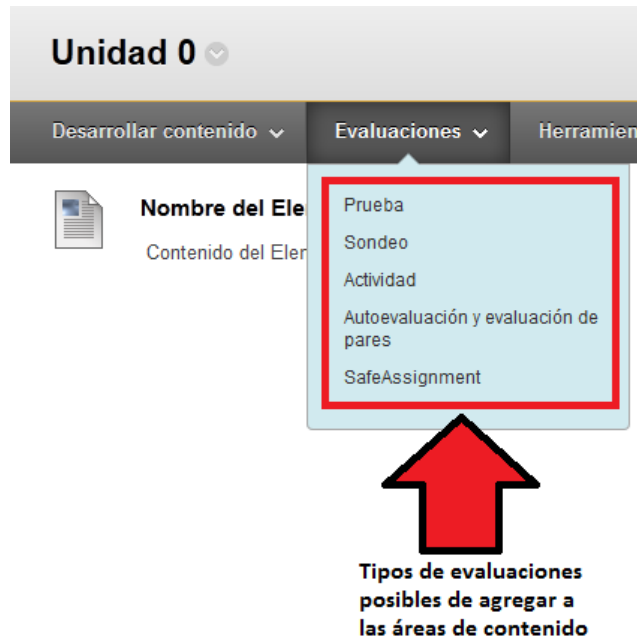 Unidad 0
Desarrollar contenido Evaluaciones Herramien
Nombre del Ele
Contenido del Eler
Prueba
Sondeo
Actividad
Autoevaluación y evaluación de
pares
SafeAssignment
Tipos de evaluaciones
posibles de agregar a
las áreas de contenido